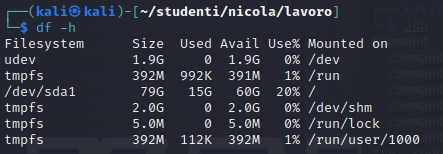 ┌──(kali㉿kali)-[~/studenti/nicola/lavoro]
└─$ df -h
Filesystem      Size  Used Avail Use% Mounted on
udev            1.9G     0  1.9G   0% /dev
tmpfs           392M  992K  391M   1% /run
/dev/sda1        79G   15G   60G  20% /
tmpfs           2.0G     0  2.0G   0% /dev/shm
tmpfs           5.0M     0  5.0M   0% /run/lock
tmpfs           392M  112K  392M   1% /run/user/1000